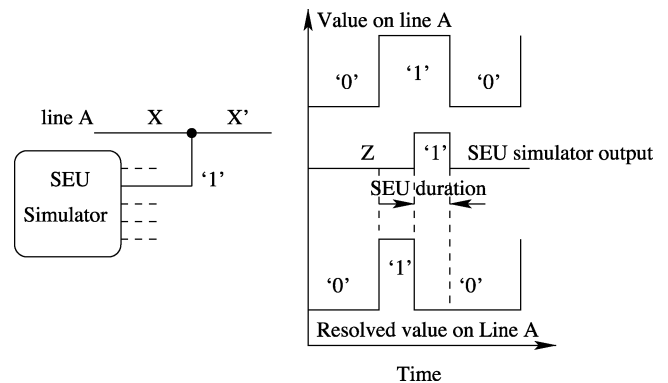 line A X X’
SEU
Simulator
‘1’
Value on line A
‘0’ ‘1’ ‘0’
Z ‘1’ SEU simulator output
SEU duration
‘0’ ‘1’ ‘0’
Resolved value on Line A
Time